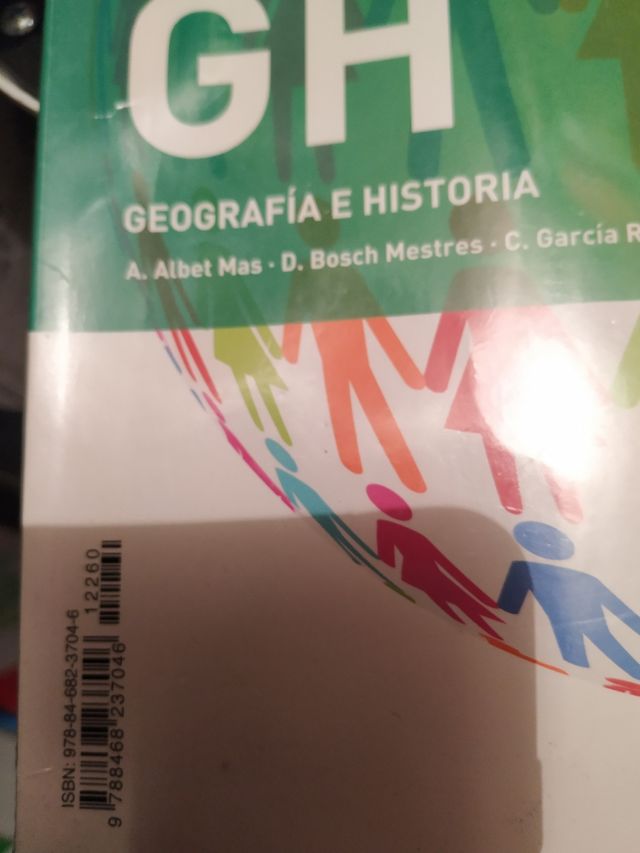 GH
GEOGRAFÍA E HISTORIA
A. Albet Mas · D. Bosch Mestres · C. García R
ISBN: 978-84-682-3704-6
12260
9 788468 237046